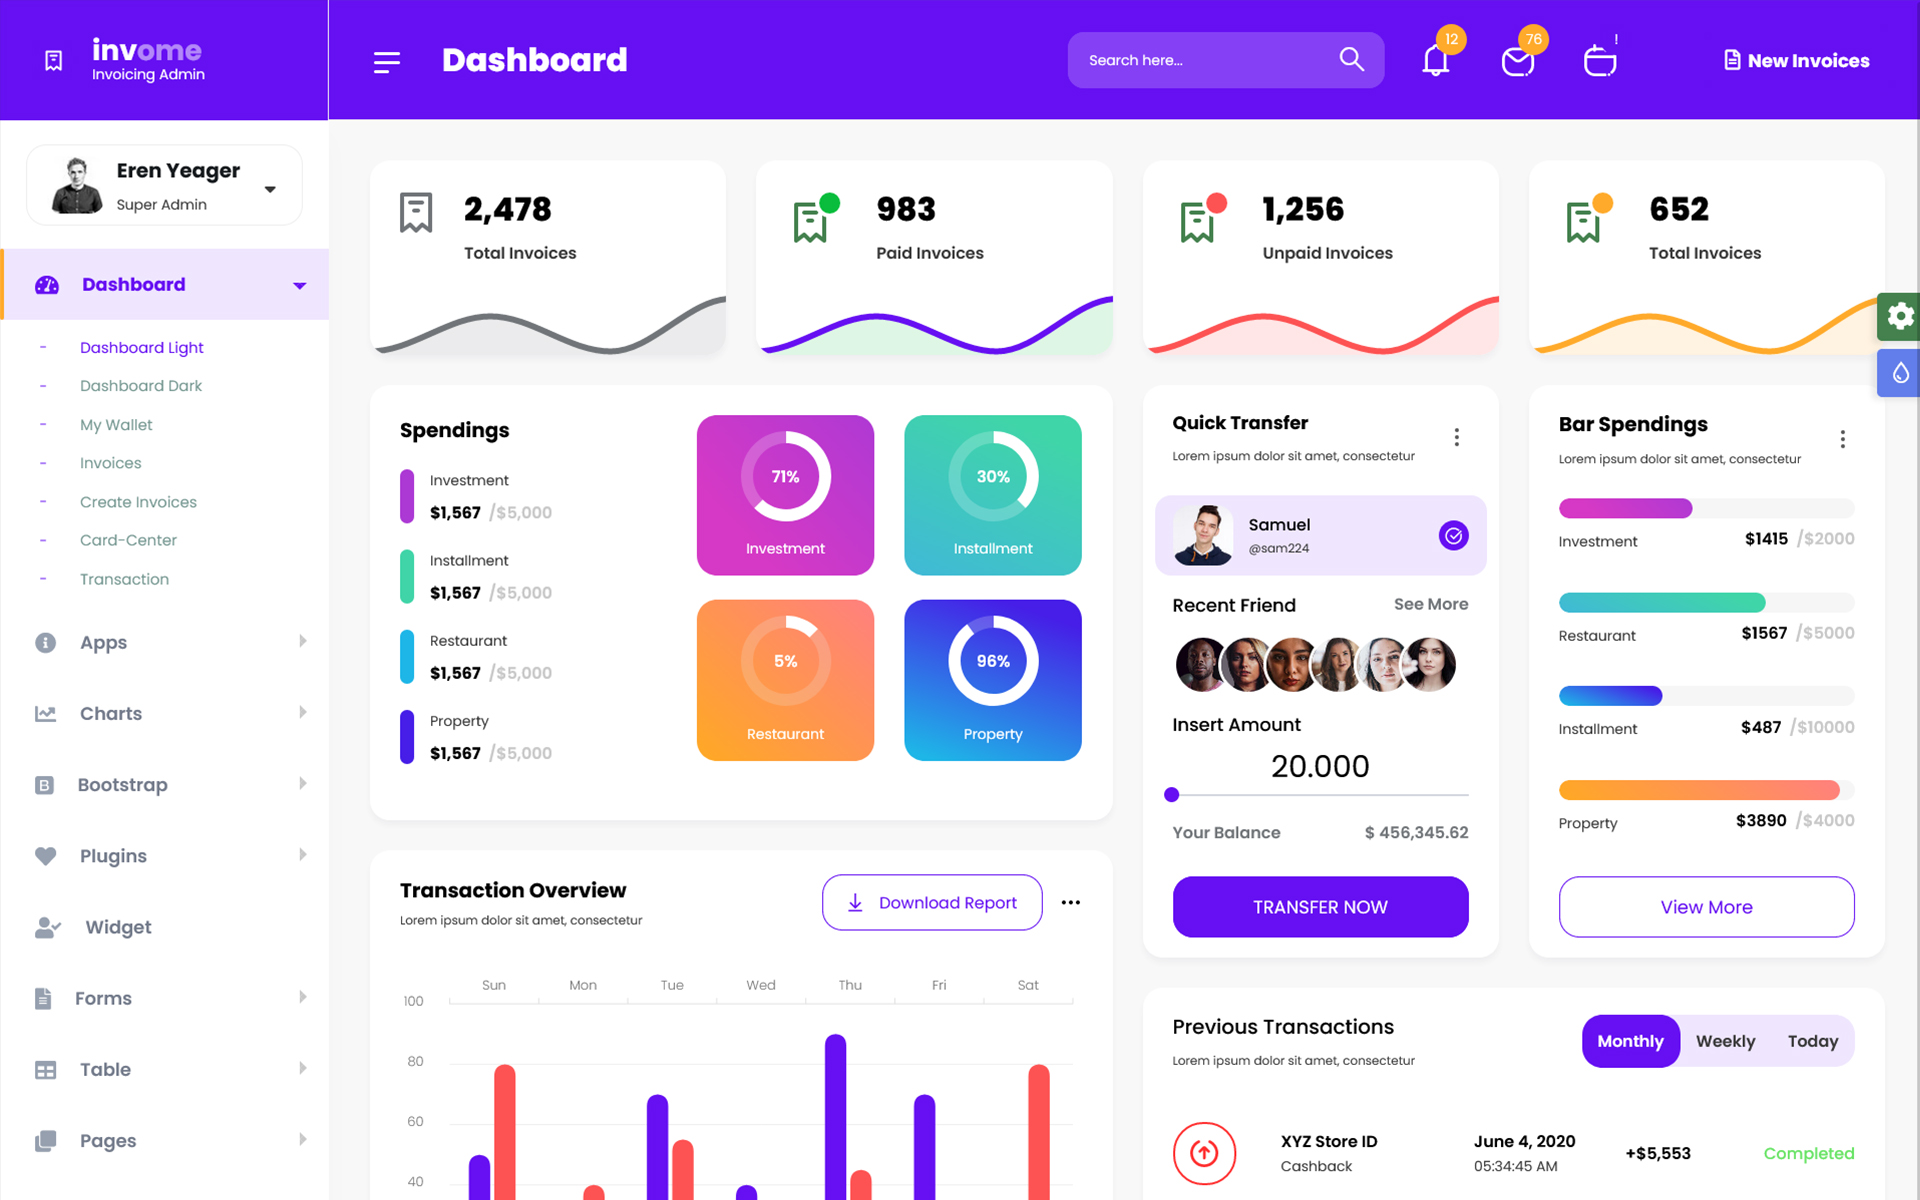 invome
Invoicing Admin
Dashboard
Search here...
12
76
!
New Invoices
Eren Yeager
Super Admin
Dashboard
- Dashboard Light
- Dashboard Dark
- My Wallet
- Invoices
- Create Invoices
- Card-Center
- Transaction
Apps
Charts
B Bootstrap
Plugins
Widget
Forms
Table
Pages
2,478
Total Invoices
983
Paid Invoices
1,256
Unpaid Invoices
652
Total Invoices
Spendings
Investment
$1,567 /$5,000
Installment
$1,567 /$5,000
Restaurant
$1,567 /$5,000
Property
$1,567 /$5,000
71%
Investment
30%
Installment
5%
Restaurant
96%
Property
Quick Transfer
Lorem ipsum dolor sit amet, consectetur
Samuel
@sam224
Recent Friend
See More
Insert Amount
20.000
Your Balance
$ 456,345.62
TRANSFER NOW
Bar Spendings
Lorem ipsum dolor sit amet, consectetur
Investment
$1415 /$2000
Restaurant
$1567 /$5000
Installment
$487 /$10000
Property
$3890 /$4000
View More
Transaction Overview
Lorem ipsum dolor sit amet, consectetur
Download Report
Sun Mon Tue Wed Thu Fri Sat
100
80
60
40
Previous Transactions
Lorem ipsum dolor sit amet, consectetur
Monthly
Weekly
Today
XYZ Store ID
Cashback
June 4, 2020
05:34:45 AM
+$5,553
Completed